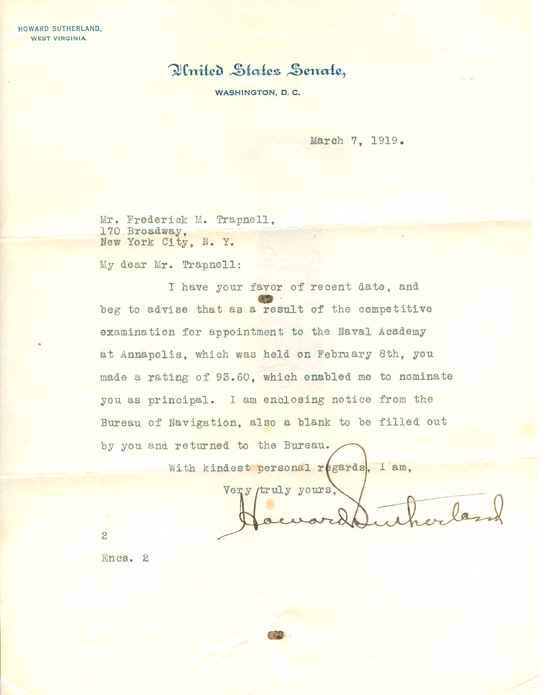 HOWARD SUTHERLAND,
WEST VIRGINIA.
United States Senate,
WASHINGTON, D. C.
March 7, 1919.
Mr. Frederick M. Trapnell,
170 Broadway,
New York City, N. Y.
My dear Mr. Trapnell:
I have your favor of recent date, and
beg to advise that as a result of the competitive
examination for appointment to the Naval Academy
at Annapolis, which was held on February 8th, you
made a rating of 93.60, which enabled me to nominate
you as principal. I am enclosing notice from the
Bureau of Navigation, also a blank to be filled out
by you and returned to the Bureau.
With kindest personal regards, I am,
Very truly yours,
Howard Sutherland
2
Encs. 2